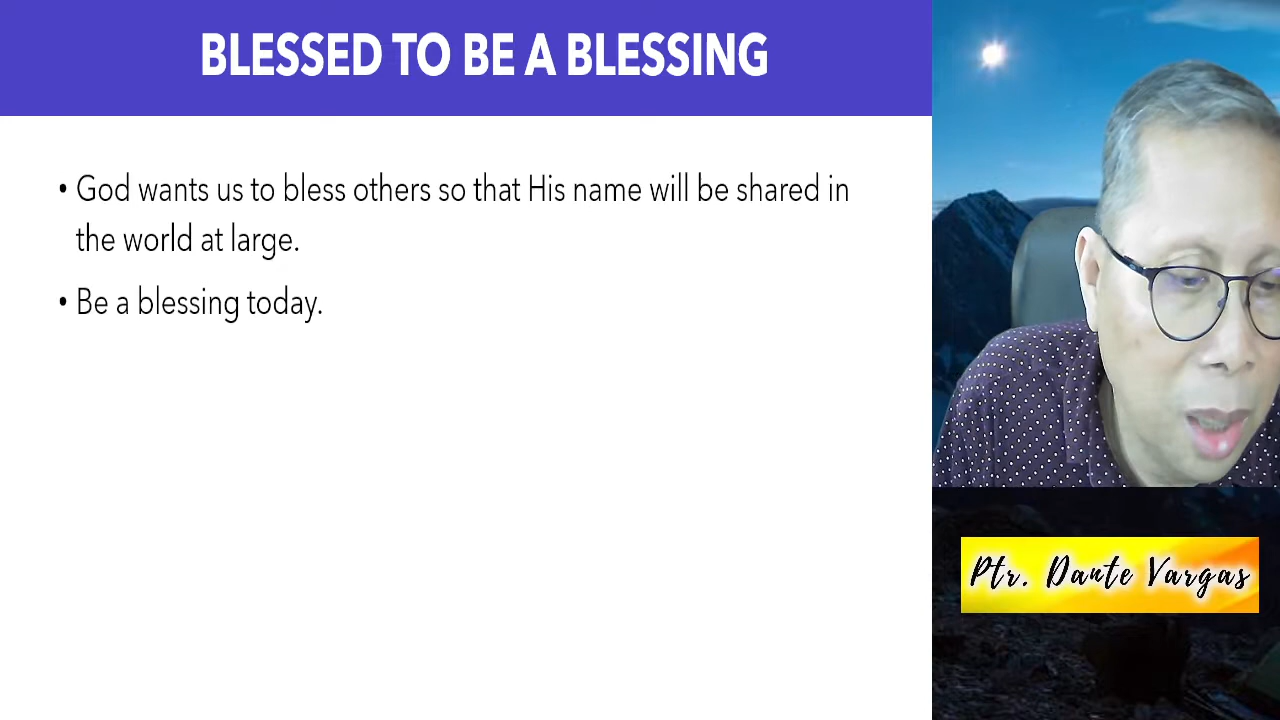 BLESSED TO BE A BLESSING
• God wants us to bless others so that His name will be shared in
the world at large.
• Be a blessing today.
Ptr. Dante Vargas